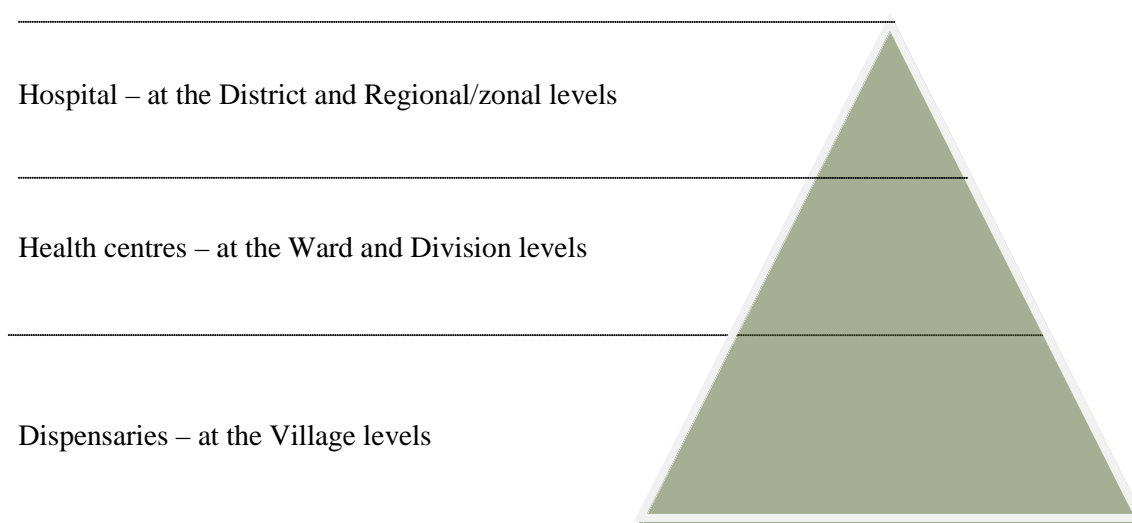 Hospital – at the District and Regional/zonal levels
Health centres – at the Ward and Division levels
Dispensaries – at the Village levels